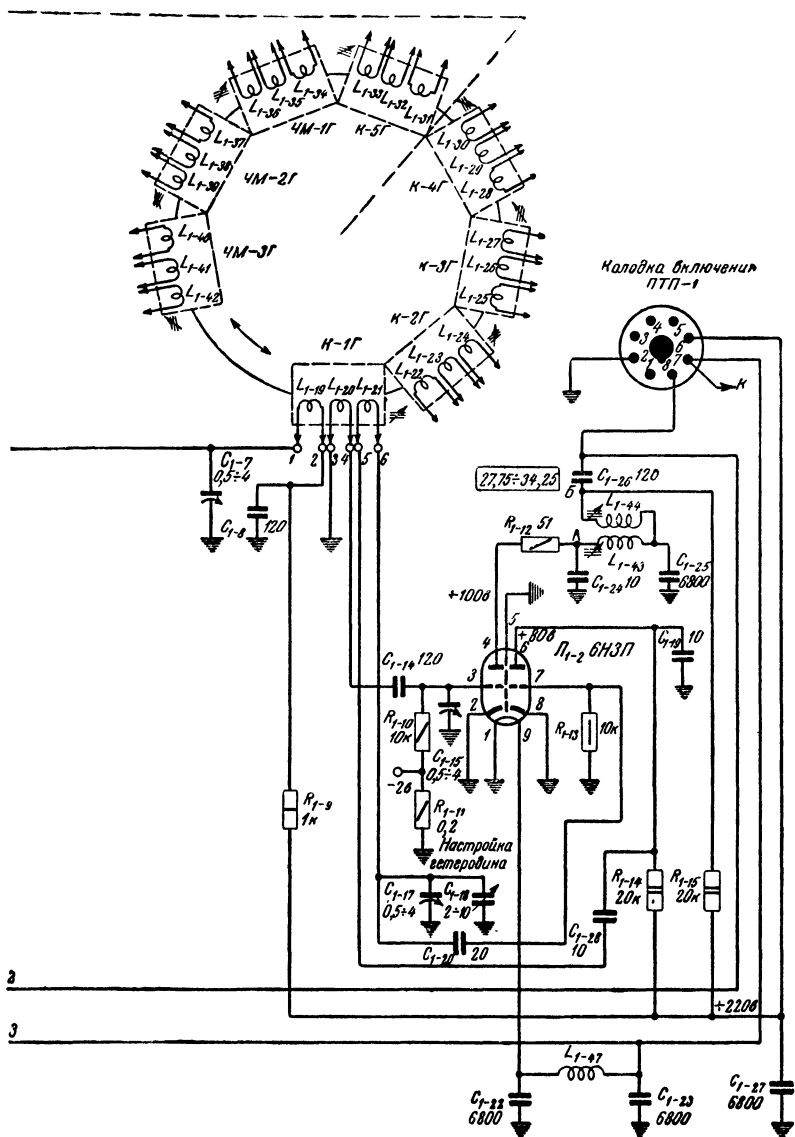 L1-36
L1-35
L1-34
ЧМ-1Г
L1-33
L1-32
L1-31
К-5Г
L1-37
L1-38
L1-39
ЧМ-2Г
L1-30
L1-29
L1-28
К-4Г
L1-40
L1-41
L1-42
ЧМ-3Г
L1-27
L1-26
L1-25
К-3Г
L1-24
L1-23
L1-22
К-2Г
К-1Г
L1-19
L1-20
L1-21
1
2
3
4
5
6
Колодка включения
ПТП-1
1
2
3
4
5
6
7
8
К
C1-7
0,5÷4
C1-8
120
27,75÷34,25
Б
C1-26 120
L1-44
R1-12 51
А
L1-43
C1-24 10
C1-25
6800
+100в
5
4
+80в
6
Л1-2 6Н3П
C1-19
10
C1-14 120
3
7
2
8
1
9
R1-10
10к
C1-15
0,5÷4
-2в
R1-11
0,2
R1-13
10к
R1-9
1к
Настройка
гетеродина
C1-17
0,5÷4
C1-18
2÷10
C1-20
20
C1-28
10
R1-14
20к
R1-15
20к
2
+220в
3
L1-47
C1-22
6800
C1-23
6800
C1-27
6800